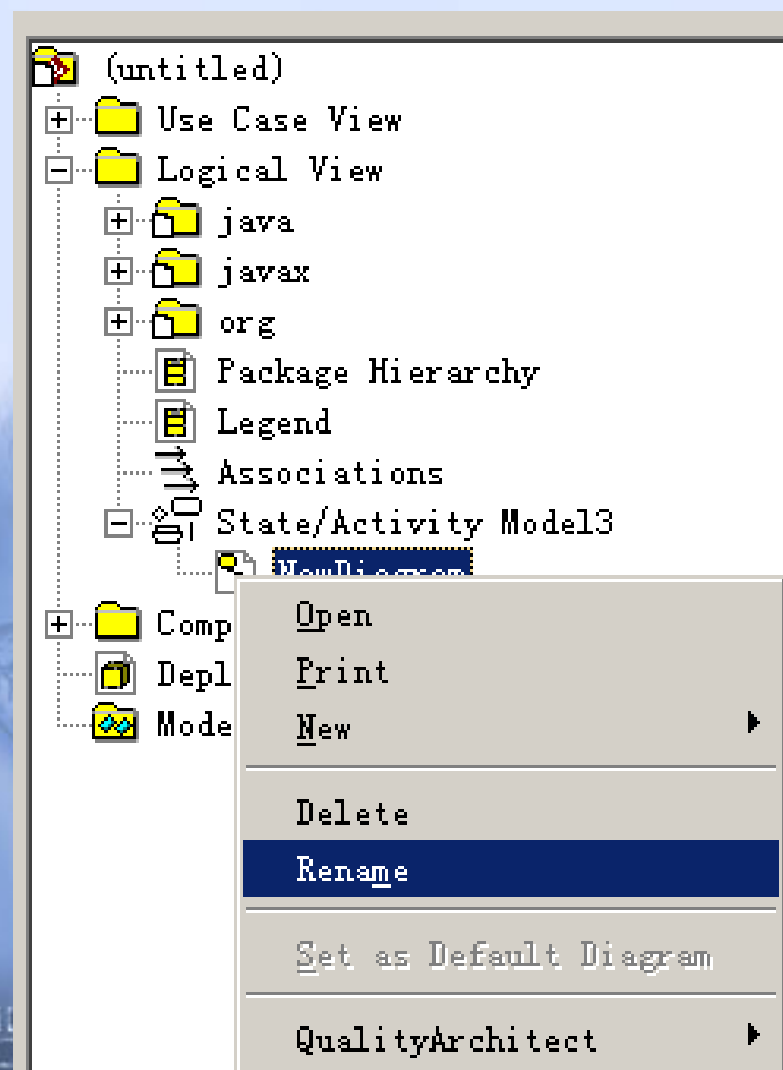 (untitled)
Use Case View
Logical View
java
javax
org
Package Hierarchy
Legend
Associations
State/Activity Model3
NewDiagram
Comp
Depl
Mode
Open
Print
New
Delete
Rename
Set as Default Diagram
QualityArchitect